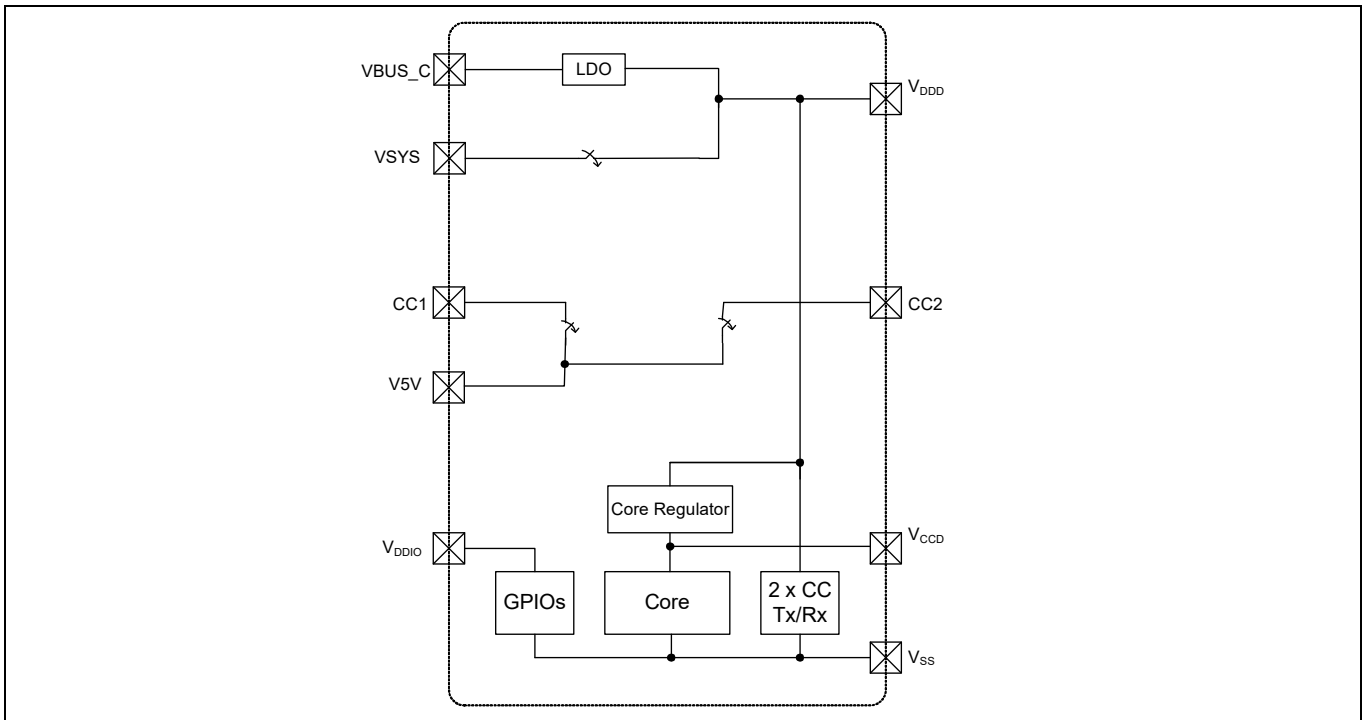 VBUS_C
LDO
VDDD
VSYS
CC1
CC2
V5V
Core Regulator
VDDIO
VCCD
GPIOs
Core
2 x CC
Tx/Rx
VSS